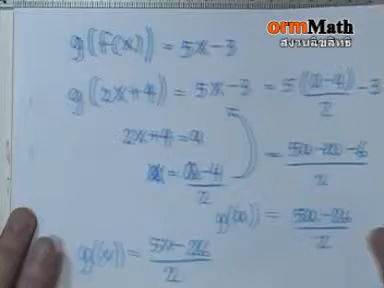 ormMath
สงวนลิขสิทธิ์
g(f(x)) = 5x - 3
g(2x+4) = 5x - 3 = 5((a-4)/2) - 3
2x+4 = a
x = (a-4)/2
= (5a-20-6)/2
g(a) = (5a-26)/2
g(x) = (5x-26)/2